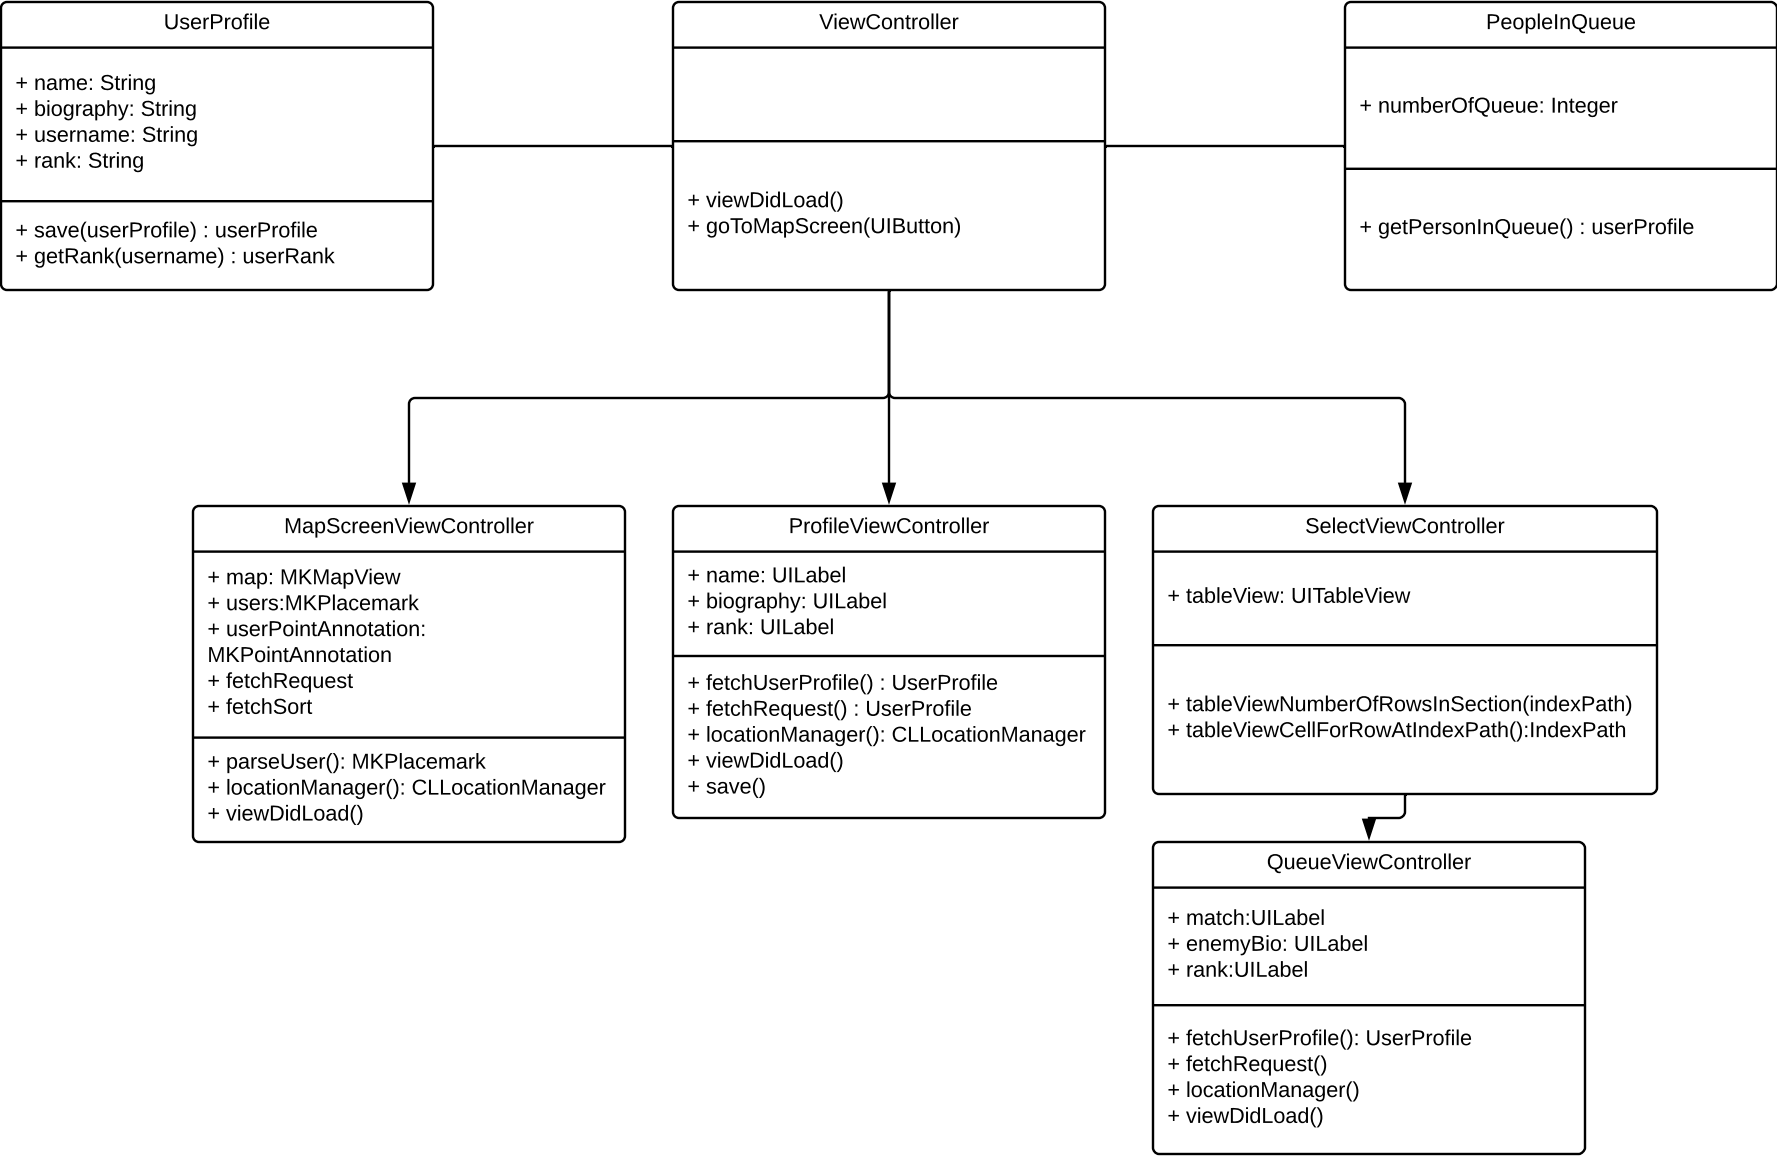 UserProfile
+ name: String
+ biography: String
+ username: String
+ rank: String
+ save(userProfile) : userProfile
+ getRank(username) : userRank
ViewController
+ viewDidLoad()
+ goToMapScreen(UIButton)
PeopleInQueue
+ numberOfQueue: Integer
+ getPersonInQueue() : userProfile
MapScreenViewController
+ map: MKMapView
+ users:MKPlacemark
+ userPointAnnotation:
MKPointAnnotation
+ fetchRequest
+ fetchSort
+ parseUser(): MKPlacemark
+ locationManager(): CLLocationManager
+ viewDidLoad()
ProfileViewController
+ name: UILabel
+ biography: UILabel
+ rank: UILabel
+ fetchUserProfile() : UserProfile
+ fetchRequest() : UserProfile
+ locationManager(): CLLocationManager
+ viewDidLoad()
+ save()
SelectViewController
+ tableView: UITableView
+ tableViewNumberOfRowsInSection(indexPath)
+ tableViewCellForRowAtIndexPath():IndexPath
QueueViewController
+ match:UILabel
+ enemyBio: UILabel
+ rank:UILabel
+ fetchUserProfile(): UserProfile
+ fetchRequest()
+ locationManager()
+ viewDidLoad()